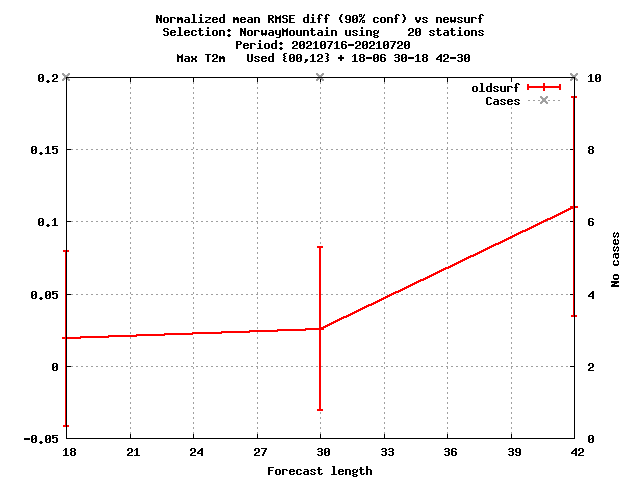 Normalized mean RMSE diff (90% conf) vs newsurf
Selection: NorwayMountain using    20 stations
Period: 20210716-20210720
Max T2m   Used {00,12} + 18-06 30-18 42-30
oldsurf
Cases
0.2
0.15
0.1
0.05
0
-0.05
10
8
6
4
2
0
No cases
18 21 24 27 30 33 36 39 42
Forecast length